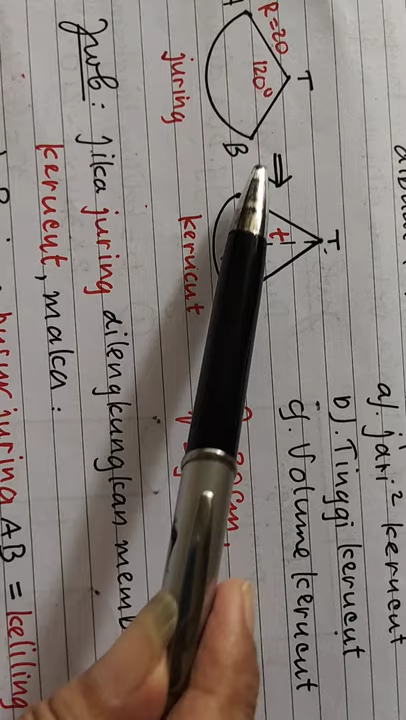 a). jari² kerucut
b). Tinggi kerucut
c). Volume kerucut
R=20
120°
T
B
juring
T
t
kerucut
Jwb: jika juring dilengkungkan memb
kerucut, maka:
busur juring AB = keliling